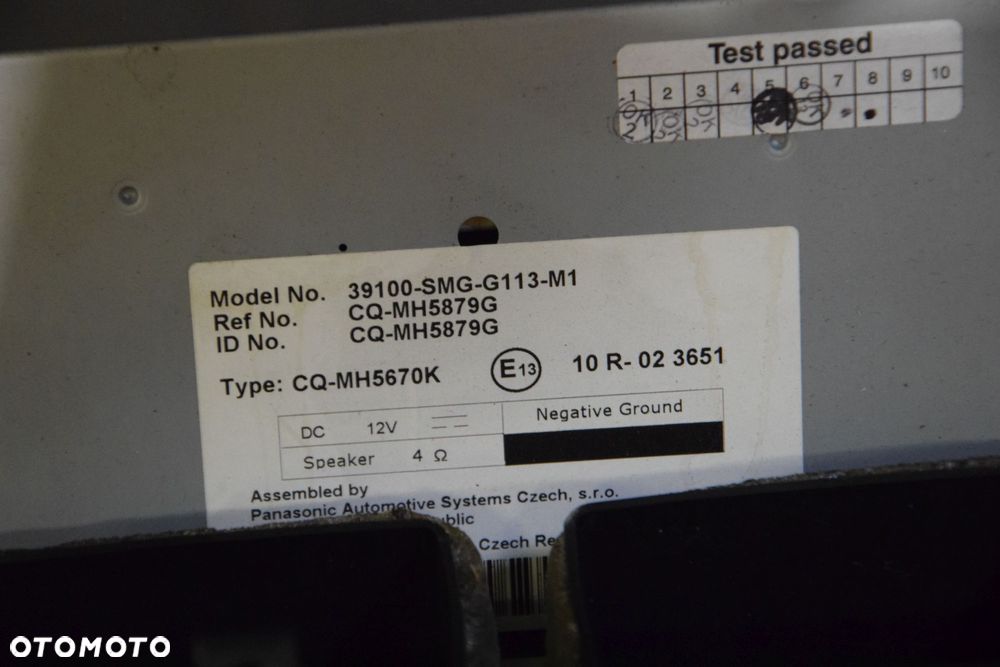 Test passed
1 2 3 4 5 6 7 8 9 10
Model No. 39100-SMG-G113-M1
Ref No. CQ-MH5879G
ID No. CQ-MH5879G
Type: CQ-MH5670K E13 10 R- 02 3651
DC 12V Negative Ground
Speaker 4 Ω
Assembled by
Panasonic Automotive Systems Czech, s.r.o.
Czech
OTOMOTO